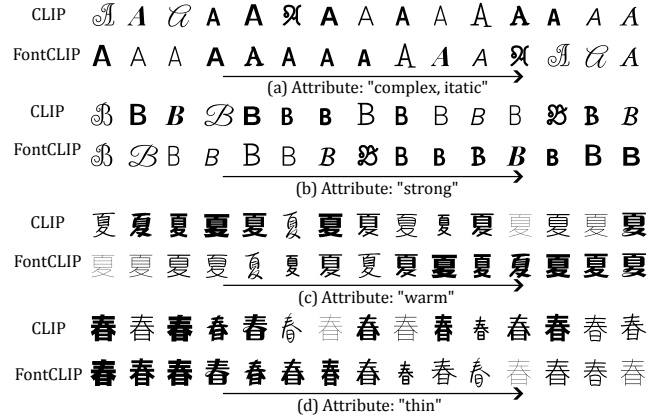 CLIP A A A A A A A A A A A A A A A
FontCLIP A A A A A A A A A A A A A A A
(a) Attribute: "complex, itatic"
CLIP B B B B B B B B B B B B B B B
FontCLIP B B B B B B B B B B B B B B B
(b) Attribute: "strong"
CLIP 夏 夏 夏 夏 夏 夏 夏 夏 夏 夏 夏 夏 夏 夏 夏
FontCLIP 夏 夏 夏 夏 夏 夏 夏 夏 夏 夏 夏 夏 夏 夏 夏
(c) Attribute: "warm"
CLIP 春 春 春 春 春 春 春 春 春 春 春 春 春 春 春
FontCLIP 春 春 春 春 春 春 春 春 春 春 春 春 春 春 春
(d) Attribute: "thin"